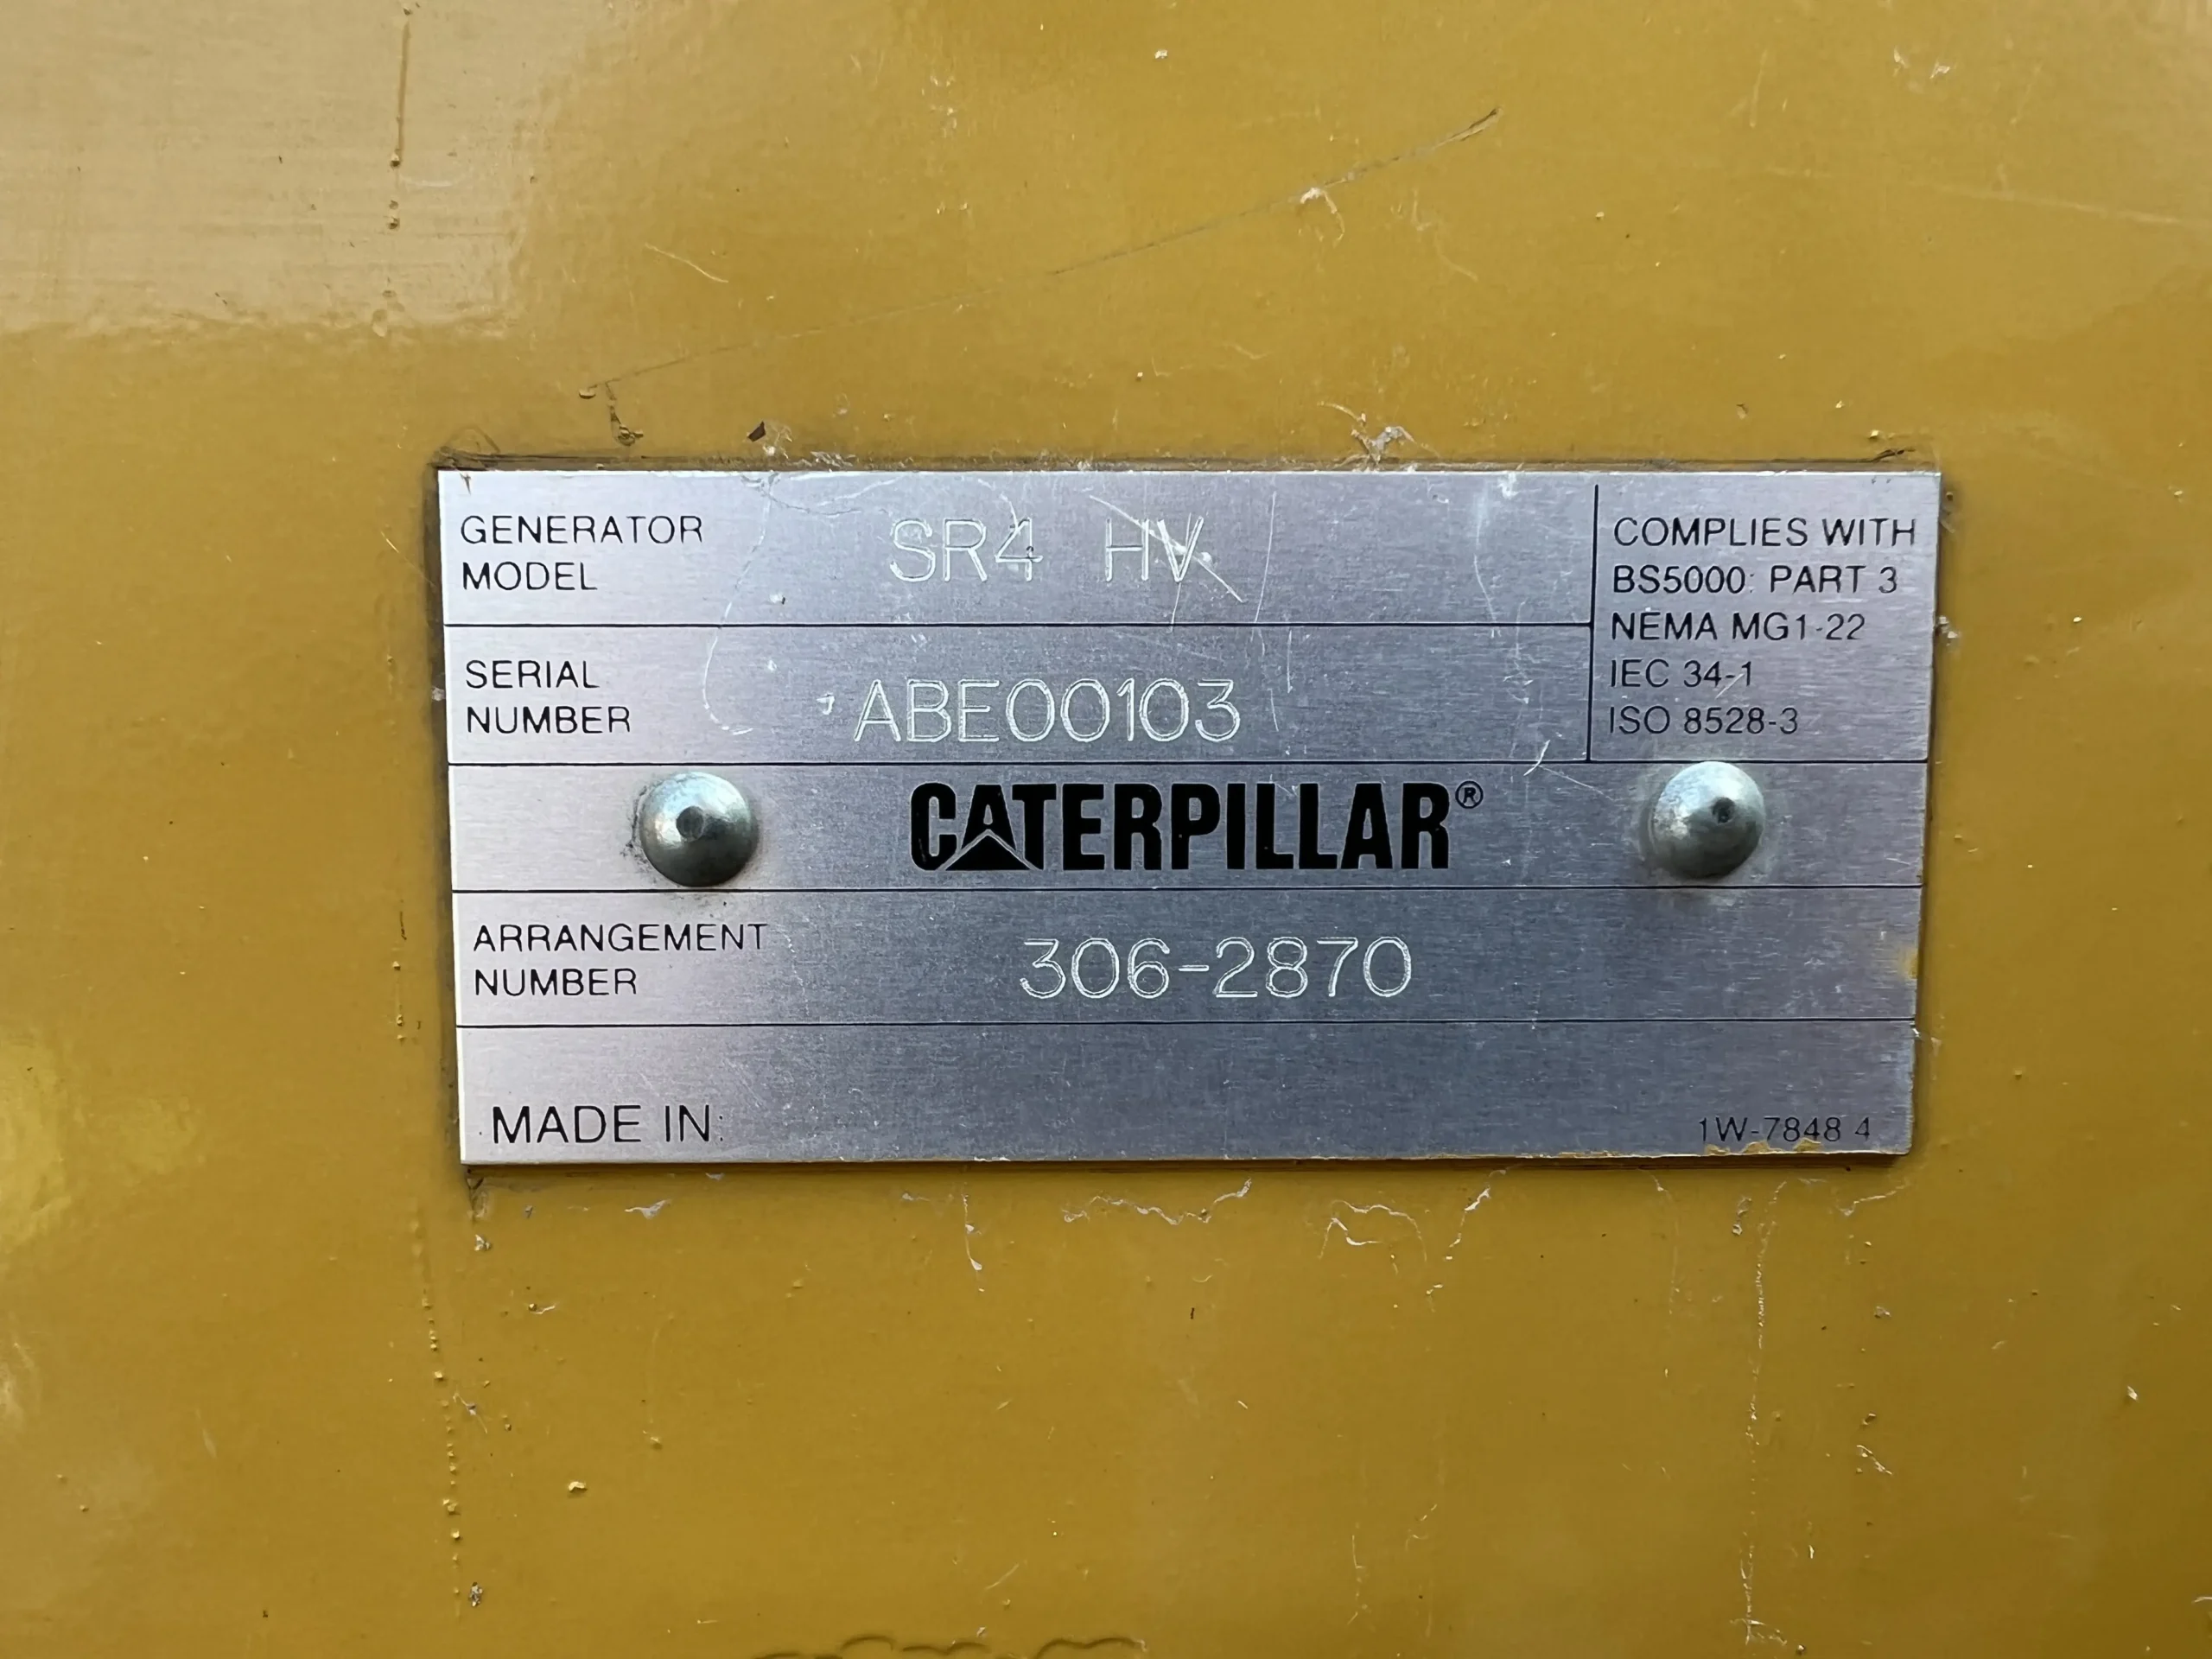 GENERATOR
MODEL
SR4 HV
SERIAL
NUMBER
ABE00103
COMPLIES WITH
BS5000: PART 3
NEMA MG1-22
IEC 34-1
ISO 8528-3
CATERPILLAR®
ARRANGEMENT
NUMBER
306-2870
MADE IN:
1W-7848 4